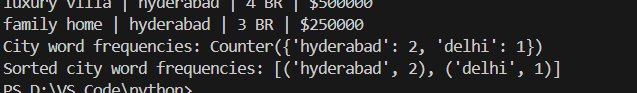 luxury villa | hyderabad | 4 BR | $500000
family home | hyderabad | 3 BR | $250000
City word frequencies: Counter({'hyderabad': 2, 'delhi': 1})
Sorted city word frequencies: [('hyderabad', 2), ('delhi', 1)]
PS D:\VS Code\python>